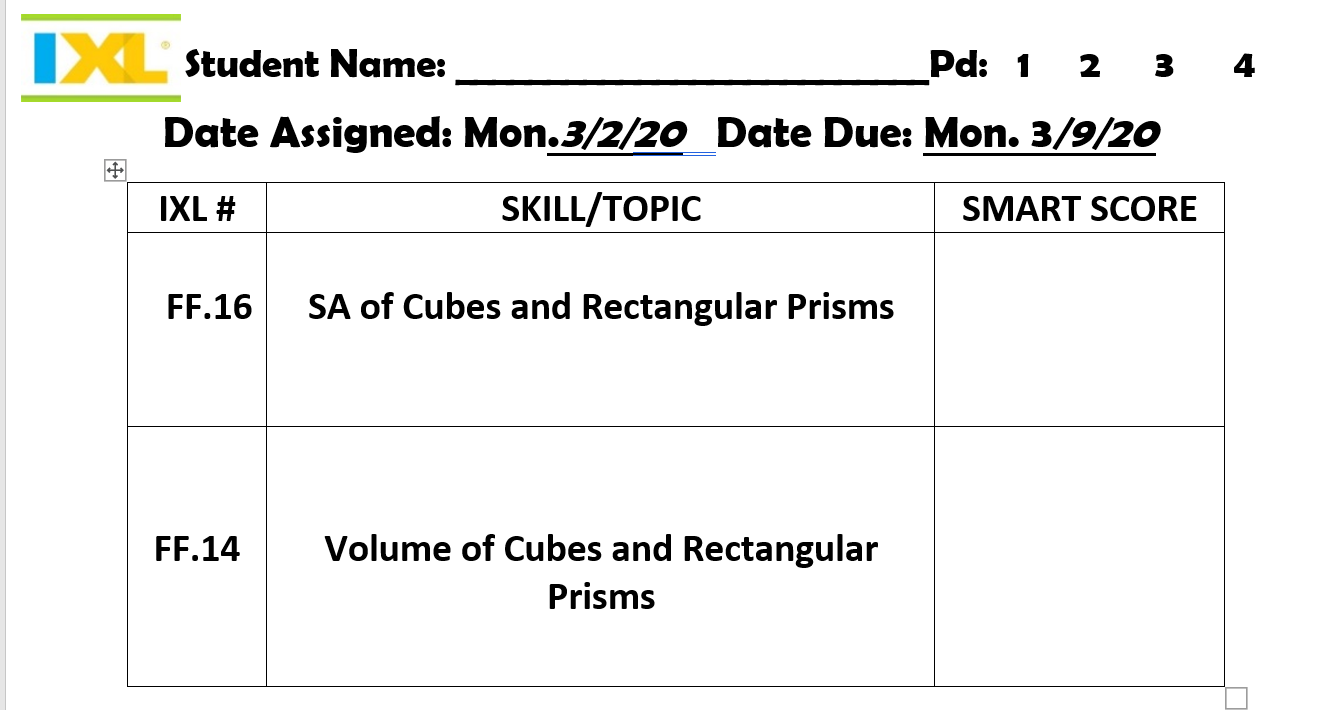 IXL® Student Name: __________________________Pd: 1 2 3 4
Date Assigned: Mon.3/2/20 Date Due: Mon. 3/9/20
IXL # SKILL/TOPIC SMART SCORE
FF.16 SA of Cubes and Rectangular Prisms
FF.14 Volume of Cubes and Rectangular
Prisms